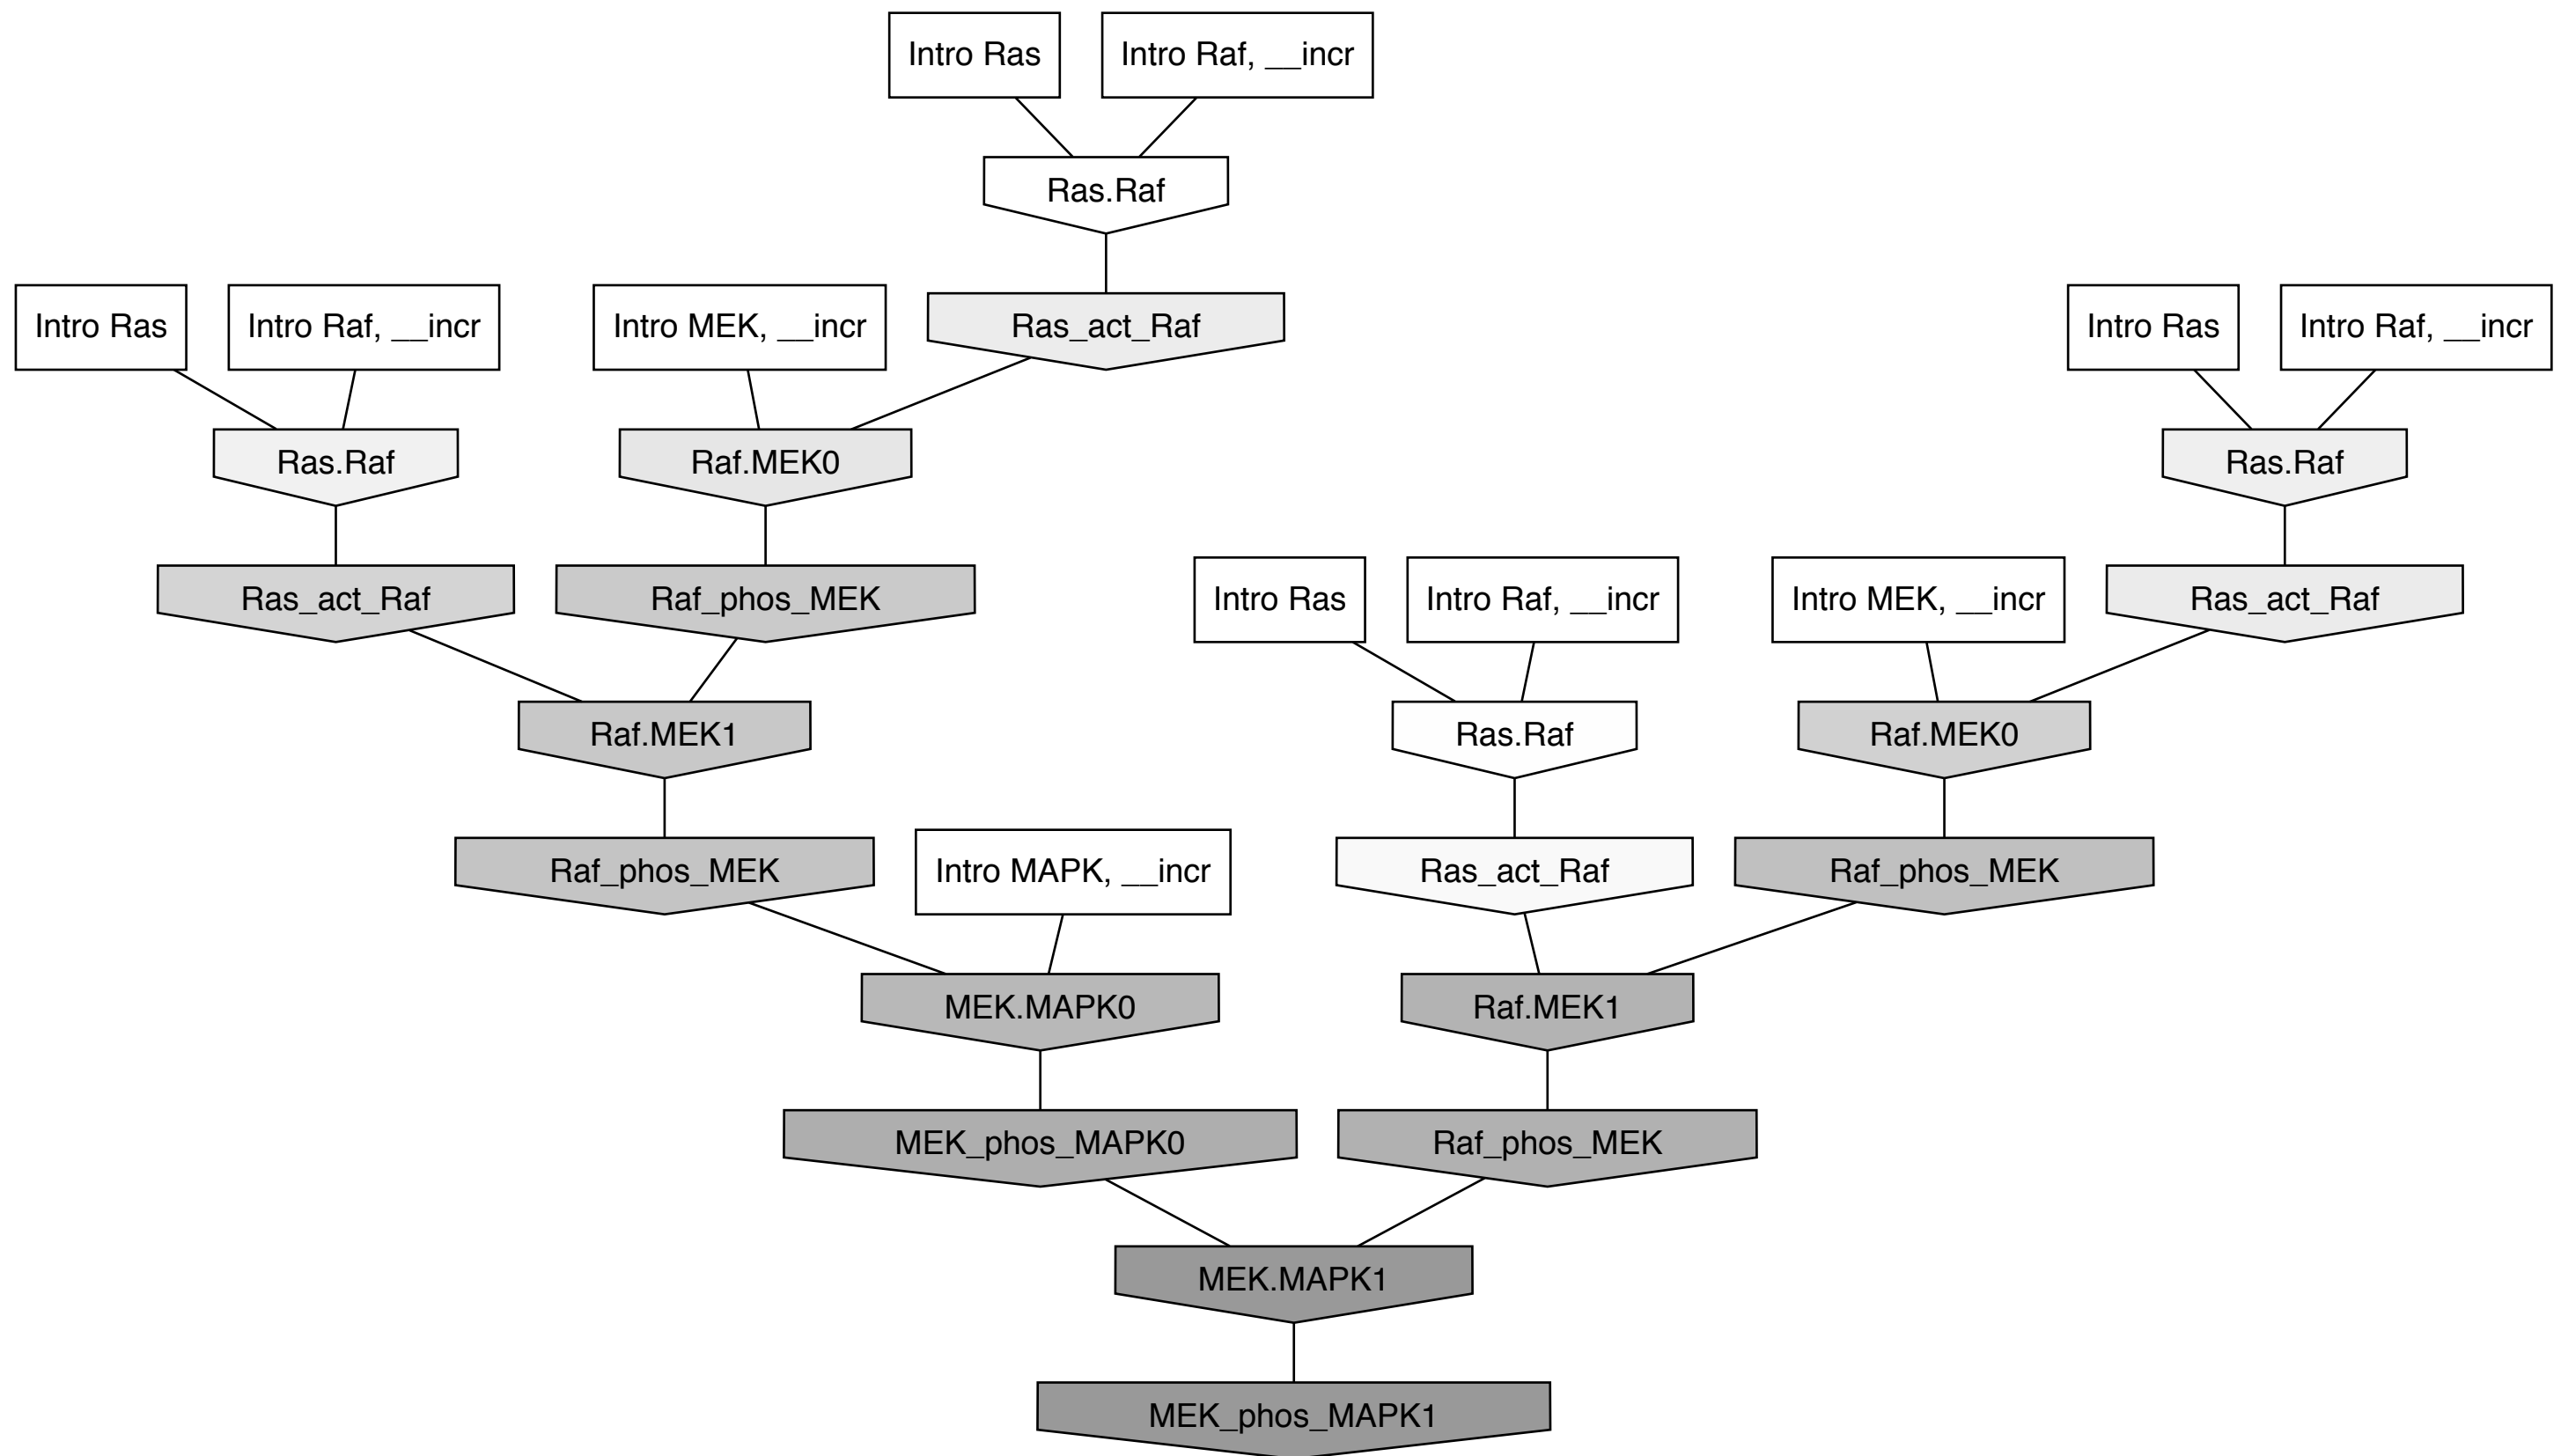 Intro Ras
Intro Raf, __incr
Ras.Raf
Intro Ras
Intro Raf, __incr
Intro MEK, __incr
Ras_act_Raf
Intro Ras
Intro Raf, __incr
Ras.Raf
Raf.MEK0
Ras.Raf
Ras_act_Raf
Raf_phos_MEK
Intro Ras
Intro Raf, __incr
Intro MEK, __incr
Ras_act_Raf
Raf.MEK1
Ras.Raf
Raf.MEK0
Raf_phos_MEK
Intro MAPK, __incr
Ras_act_Raf
Raf_phos_MEK
MEK.MAPK0
Raf.MEK1
MEK_phos_MAPK0
Raf_phos_MEK
MEK.MAPK1
MEK_phos_MAPK1